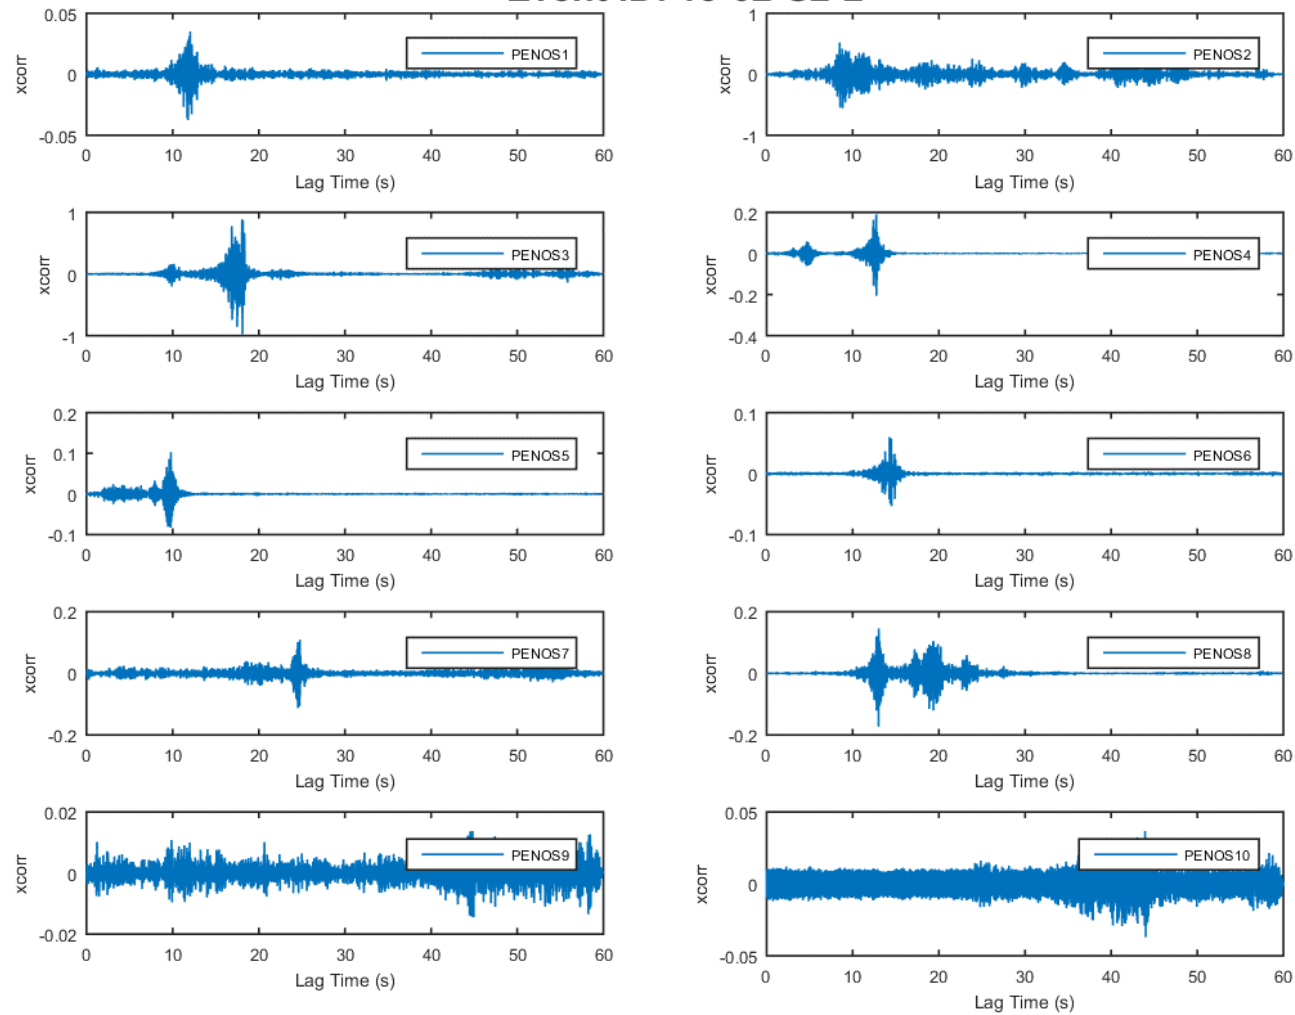 0.05
0
-0.05
xcorr
PENOS1
0 10 20 30 40 50 60
Lag Time (s)
1
0
-1
xcorr
PENOS2
0 10 20 30 40 50 60
Lag Time (s)
1
0
-1
xcorr
PENOS3
0 10 20 30 40 50 60
Lag Time (s)
0.2
0
-0.2
-0.4
xcorr
PENOS4
0 10 20 30 40 50 60
Lag Time (s)
0.2
0.1
0
-0.1
xcorr
PENOS5
0 10 20 30 40 50 60
Lag Time (s)
0.1
0
-0.1
xcorr
PENOS6
0 10 20 30 40 50 60
Lag Time (s)
0.2
0
-0.2
xcorr
PENOS7
0 10 20 30 40 50 60
Lag Time (s)
0.2
0
-0.2
xcorr
PENOS8
0 10 20 30 40 50 60
Lag Time (s)
0.02
0
-0.02
xcorr
PENOS9
0 10 20 30 40 50 60
Lag Time (s)
0.05
0
-0.05
xcorr
PENOS10
0 10 20 30 40 50 60
Lag Time (s)